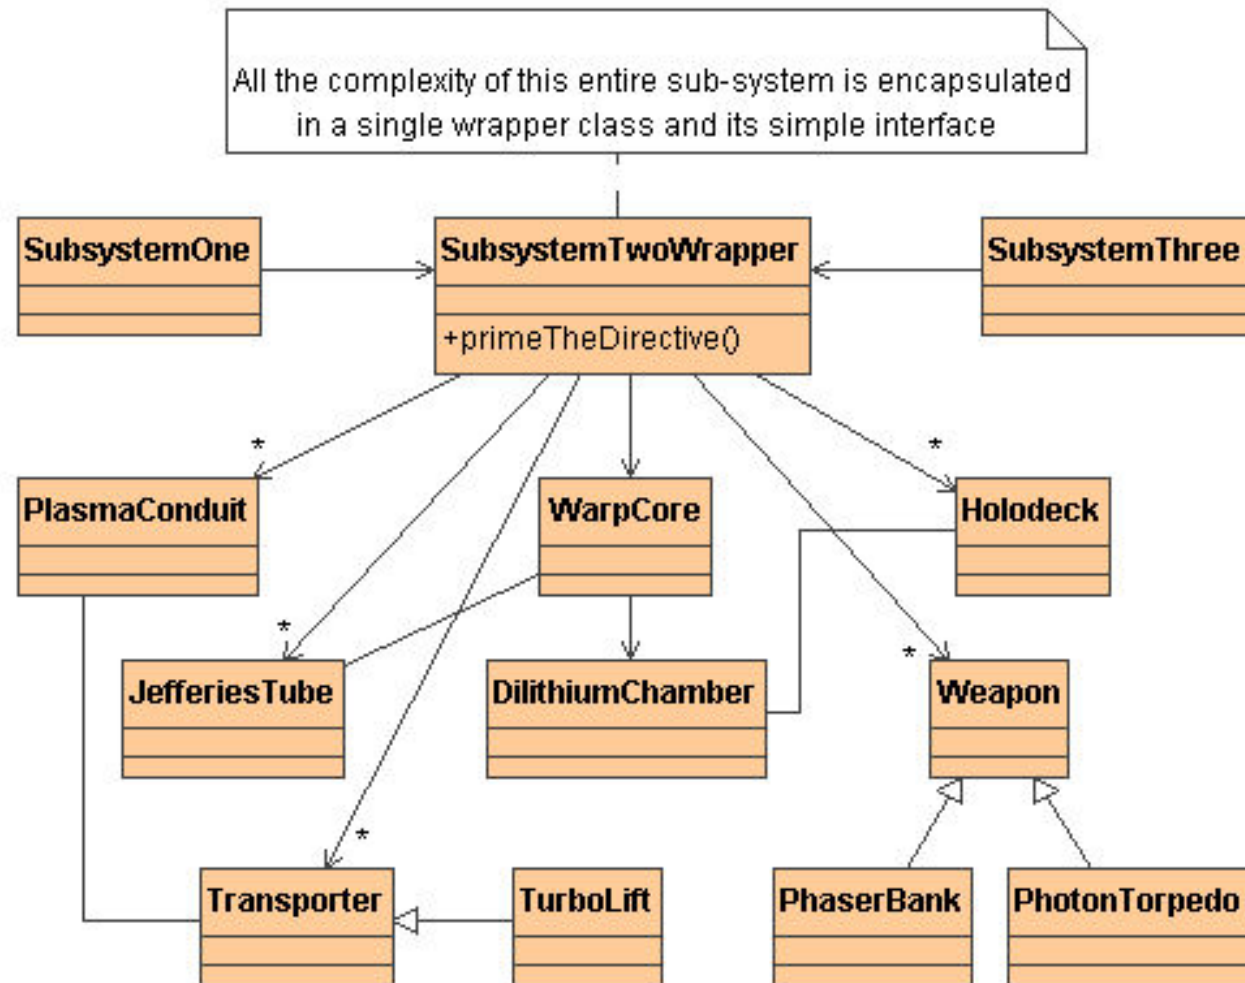 All the complexity of this entire sub-system is encapsulated
in a single wrapper class and its simple interface
SubsystemOne
SubsystemTwoWrapper
SubsystemThree
+primeTheDirective()
*
*
PlasmaConduit
WarpCore
Holodeck
*
*
JefferiesTube
DilithiumChamber
Weapon
*
Transporter
TurboLift
PhaserBank
PhotonTorpedo